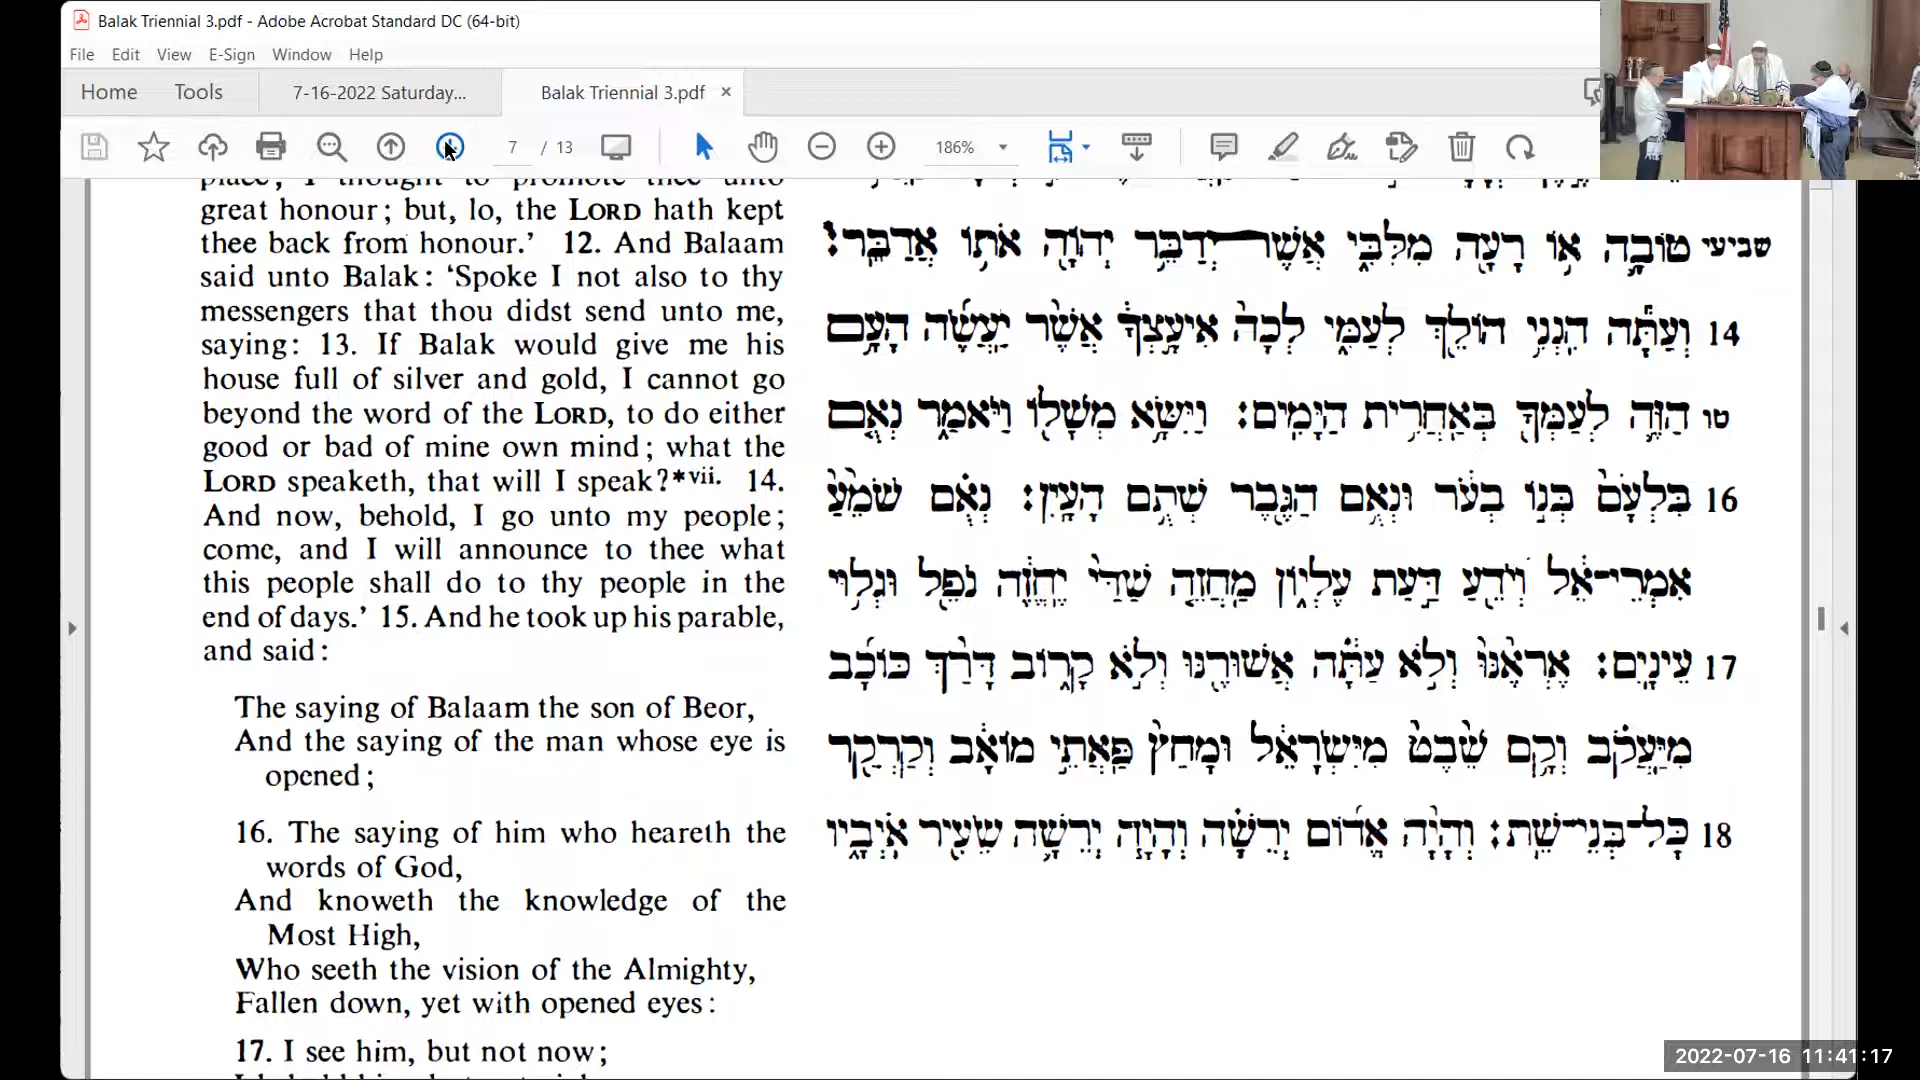 Balak Triennial 3.pdf - Adobe Acrobat Standard DC (64-bit)
File Edit View E-Sign Window Help
Home Tools 7-16-2022 Saturday... Balak Triennial 3.pdf ×
7 / 13 186%
place; I thought to promote thee unto
great honour; but, lo, the LORD hath kept
thee back from honour.’ 12. And Balaam
said unto Balak: ‘Spoke I not also to thy
messengers that thou didst send unto me,
saying: 13. If Balak would give me his
house full of silver and gold, I cannot go
beyond the word of the LORD, to do either
good or bad of mine own mind; what the
LORD speaketh, that will I speak?*vii. 14.
And now, behold, I go unto my people;
come, and I will announce to thee what
this people shall do to thy people in the
end of days.’ 15. And he took up his parable,
and said:
The saying of Balaam the son of Beor,
And the saying of the man whose eye is
opened;
16. The saying of him who heareth the
words of God,
And knoweth the knowledge of the
Most High,
Who seeth the vision of the Almighty,
Fallen down, yet with opened eyes:
17. I see him, but not now;
שביעי טוֹבָ֛ה א֥וֹ רָעָ֖ה מִלִּבִּ֑י אֲשֶׁר־יְדַבֵּ֥ר יְהוָֹ֖ה אֹת֥וֹ אֲדַבֵּֽר׃
14 וְעַתָּ֕ה הִנְנִ֥י הוֹלֵ֖ךְ לְעַמִּ֑י לְכָה֙ אִיעָ֣צְךָ֔ אֲשֶׁ֨ר יַעֲשֶׂ֜ה הָעָ֥ם
טו הַזֶּ֛ה לְעַמְּךָ֖ בְּאַחֲרִ֥ית הַיָּמִֽים׃ וַיִּשָּׂ֥א מְשָׁל֖וֹ וַיֹּאמַ֑ר נְאֻ֤ם
16 בִּלְעָם֙ בְּנ֣וֹ בְעֹ֔ר וּנְאֻ֥ם הַגֶּ֖בֶר שְׁתֻ֥ם הָעָֽיִן׃ נְאֻ֗ם שֹׁמֵ֙עַ֙
אִמְרֵי־אֵ֔ל וְיֹדֵ֖עַ דַּ֣עַת עֶלְי֑וֹן מַחֲזֵ֤ה שַׁדַּי֙ יֶֽחֱזֶ֔ה נֹפֵ֖ל וּגְל֥וּי
17 עֵינָֽיִם׃ אֶרְאֶ֙נּוּ֙ וְלֹ֣א עַתָּ֔ה אֲשׁוּרֶ֖נּוּ וְלֹ֣א קָר֑וֹב דָּרַ֨ךְ כּוֹכָ֜ב
מִֽיַּעֲקֹ֗ב וְקָ֥ם שֵׁ֙בֶט֙ מִיִּשְׂרָאֵ֔ל וּמָחַץ֙ פַּאֲתֵ֣י מוֹאָ֔ב וְקַרְקַ֖ר
18 כׇּל־בְּנֵי־שֵֽׁת׃ וְהָיָ֨ה אֱד֜וֹם יְרֵשָׁ֗ה וְהָיָ֧ה יְרֵשָׁ֛ה שֵׂעִ֖יר אֹיְבָ֑יו
2022-07-16 11:41:17